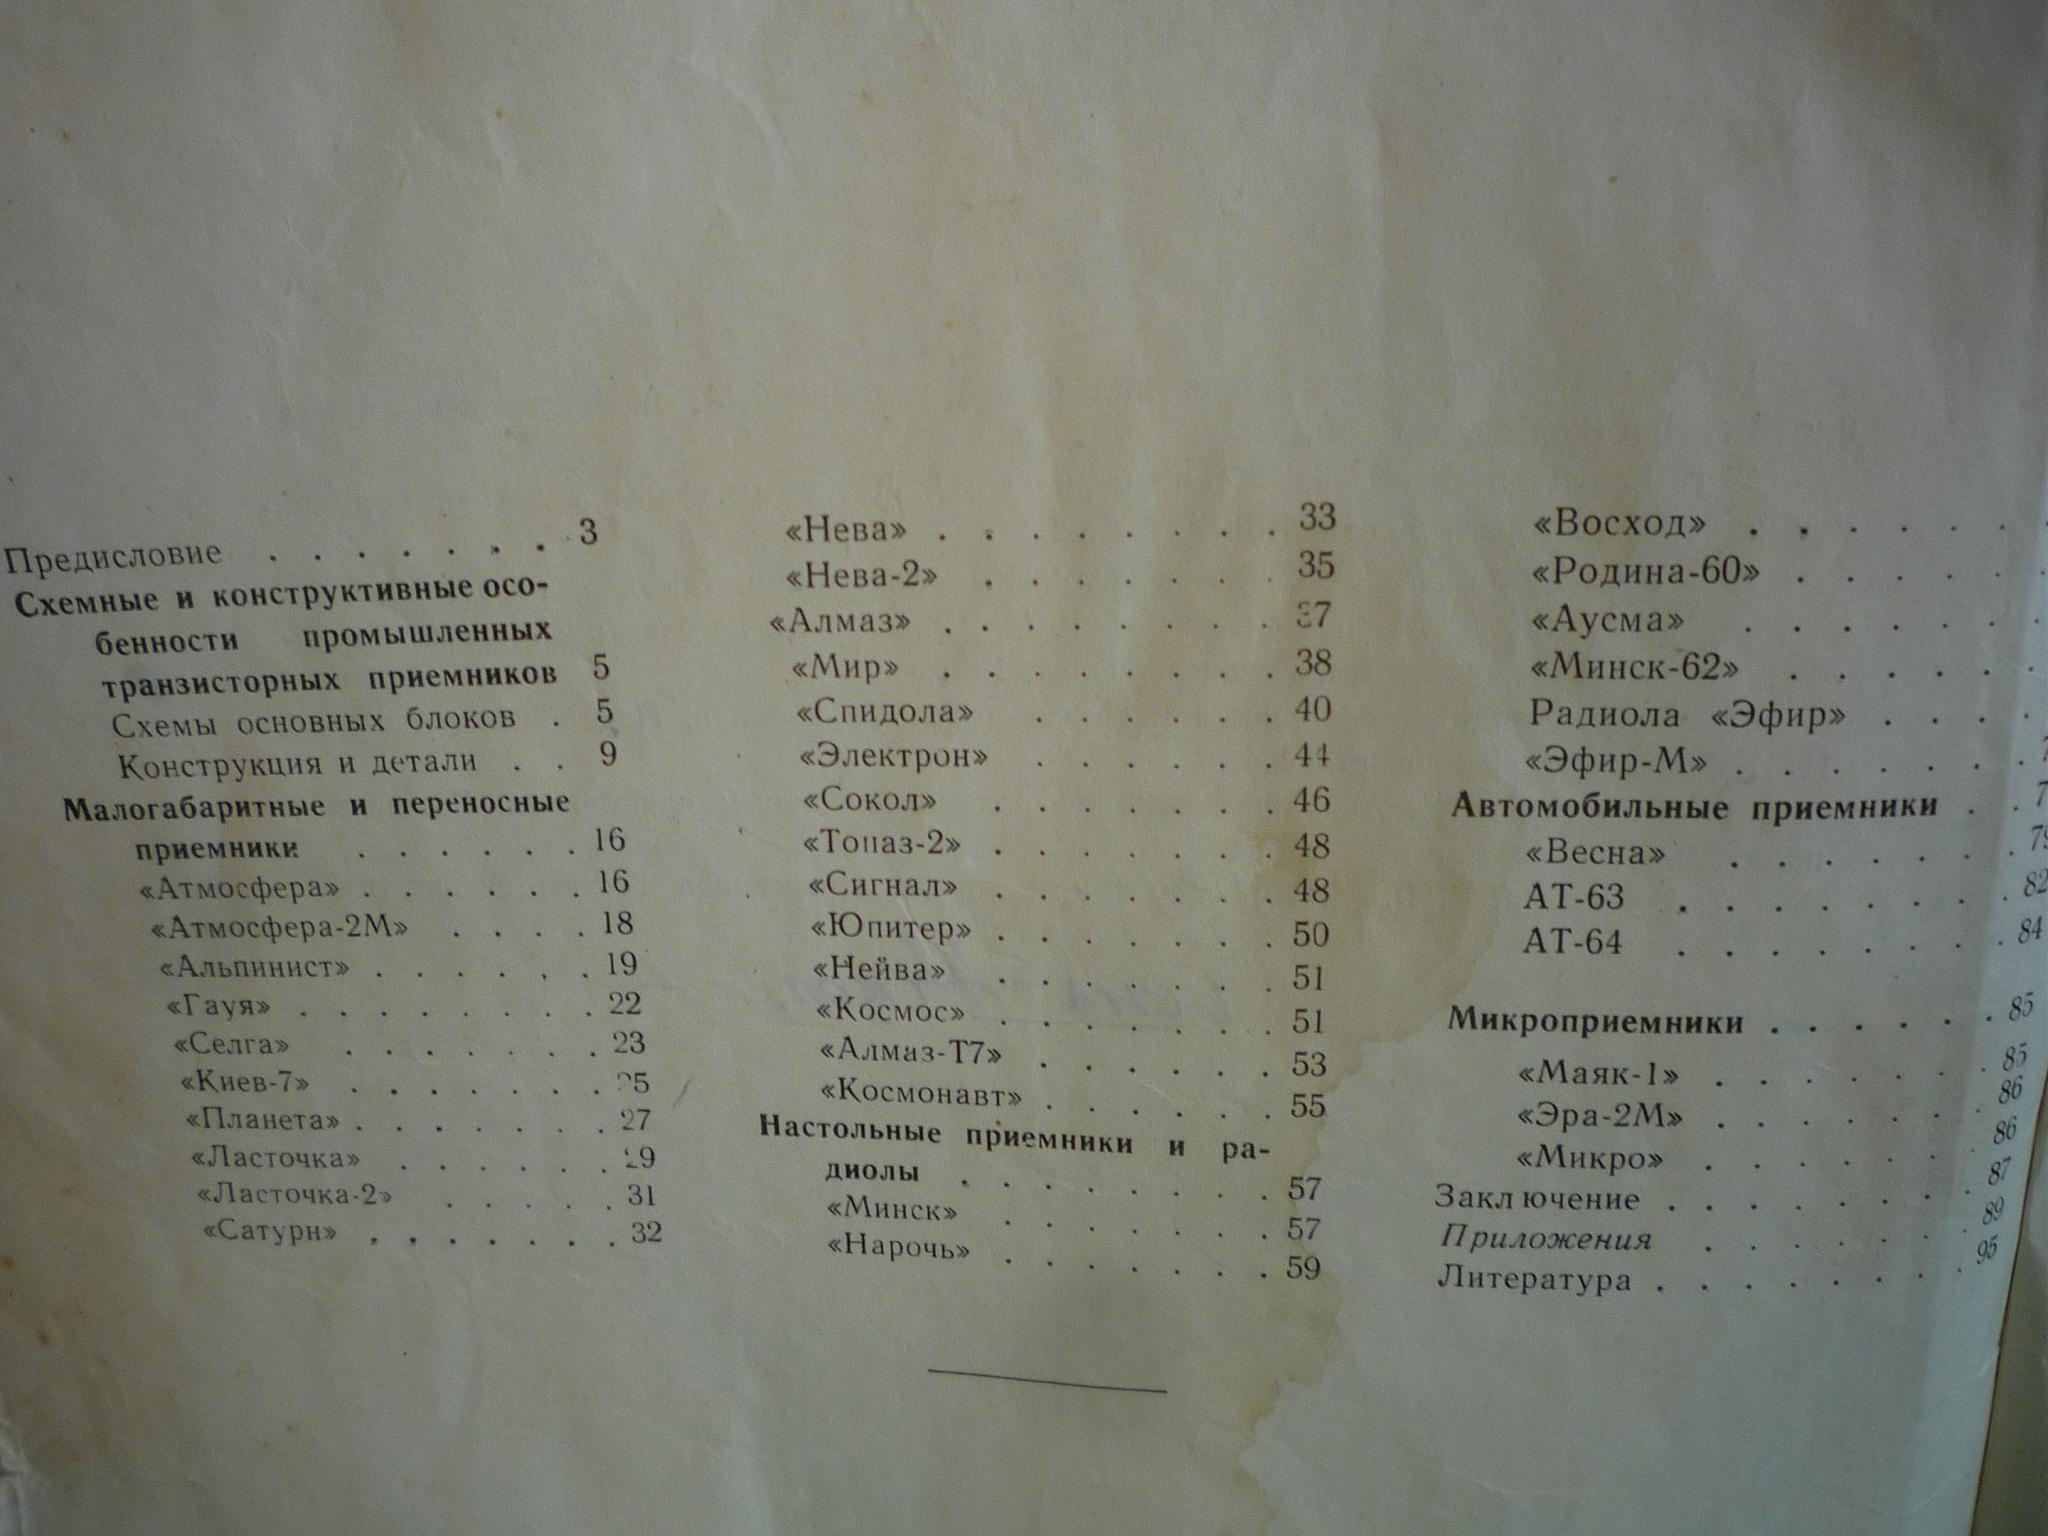 Предисловие . . . . . . . 3
Схемные и конструктивные осо-
бенности промышленных
транзисторных приемников 5
Схемы основных блоков . 5
Конструкция и детали . . 9
Малогабаритные и переносные
приемники . . . . . . 16
«Атмосфера» . . . . . . 16
«Атмосфера-2М» . . . . 18
«Альпинист» . . . . . . 19
«Гауя» . . . . . . . . 22
«Селга» . . . . . . . 23
«Киев-7» . . . . . . . 25
«Планета» . . . . . . . 27
«Ласточка» . . . . . . 29
«Ласточка-2» . . . . . 31
«Сатурн» . . . . . . . 32
«Нева» . . . . . . . . 33
«Нева-2» . . . . . . . 35
«Алмаз» . . . . . . . . 37
«Мир» . . . . . . . . 38
«Спидола» . . . . . . 40
«Электрон» . . . . . . 44
«Сокол» . . . . . . . 46
«Топаз-2» . . . . . . . 48
«Сигнал» . . . . . . . 48
«Юпитер» . . . . . . . 50
«Нейва» . . . . . . . 51
«Космос» . . . . . . . 51
«Алмаз-Т7» . . . . . . 53
«Космонавт» . . . . . . 55
Настольные приемники и ра-
диолы . . . . . . . . 57
«Минск» . . . . . . . 57
«Нарочь» . . . . . . . 59
«Восход» . . . . . . .
«Родина-60» . . . . . .
«Аусма» . . . . . . .
«Минск-62» . . . . . .
Радиола «Эфир» . . . .
«Эфир-М» . . . . . . .
Автомобильные приемники . .
«Весна» . . . . . . . 79
АТ-63 . . . . . . . . 82
АТ-64 . . . . . . . . 84
Микроприемники . . . . . . 85
«Маяк-1» . . . . . . . 85
«Эра-2М» . . . . . . . 86
«Микро» . . . . . . . 86
Заключение . . . . . . . . 87
Приложения . . . . . . . 89
Литература . . . . . . . . 95